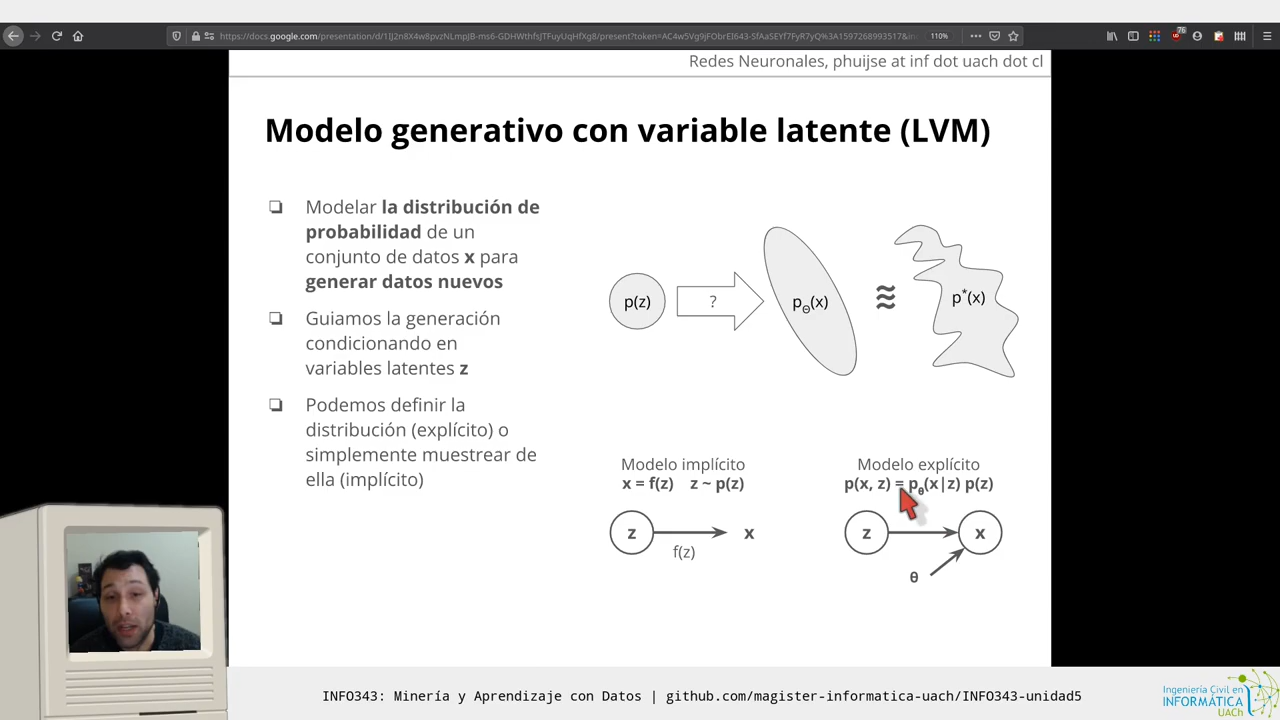 110%
76
Redes Neuronales, phuijse at inf dot uach dot cl
Modelo generativo con variable latente (LVM)
❏ Modelar la distribución de
probabilidad de un
conjunto de datos x para
generar datos nuevos
❏ Guiamos la generación
condicionando en
variables latentes z
❏ Podemos definir la
distribución (explícito) o
simplemente muestrear de
ella (implícito)
p(z) ? pΘ(x) ≈ p*(x)
Modelo implícito
x = f(z) z ~ p(z)
z x
f(z)
Modelo explícito
p(x, z) = pθ(x|z) p(z)
z x
θ
INFO343: Minería y Aprendizaje con Datos | github.com/magister-informatica-uach/INFO343-unidad5
Ingeniería Civil en
INFORMÁTICA
UACh